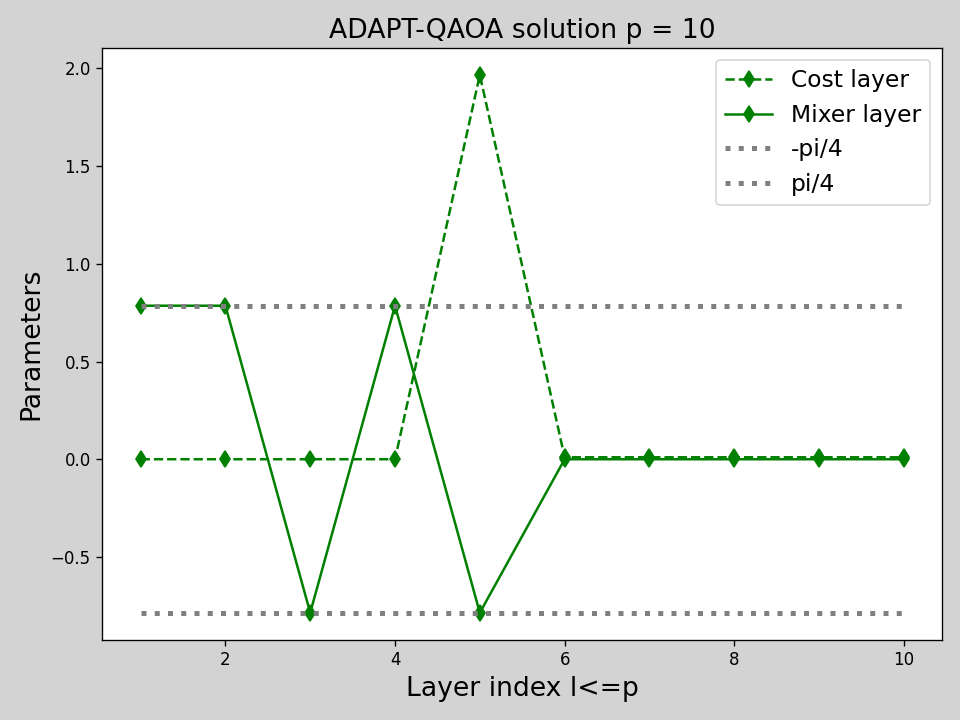 ADAPT-QAOA solution p = 10
Cost layer
Mixer layer
-pi/4
pi/4
2.0
1.5
1.0
0.5
0.0
−0.5
Parameters
2 4 6 8 10
Layer index l<=p